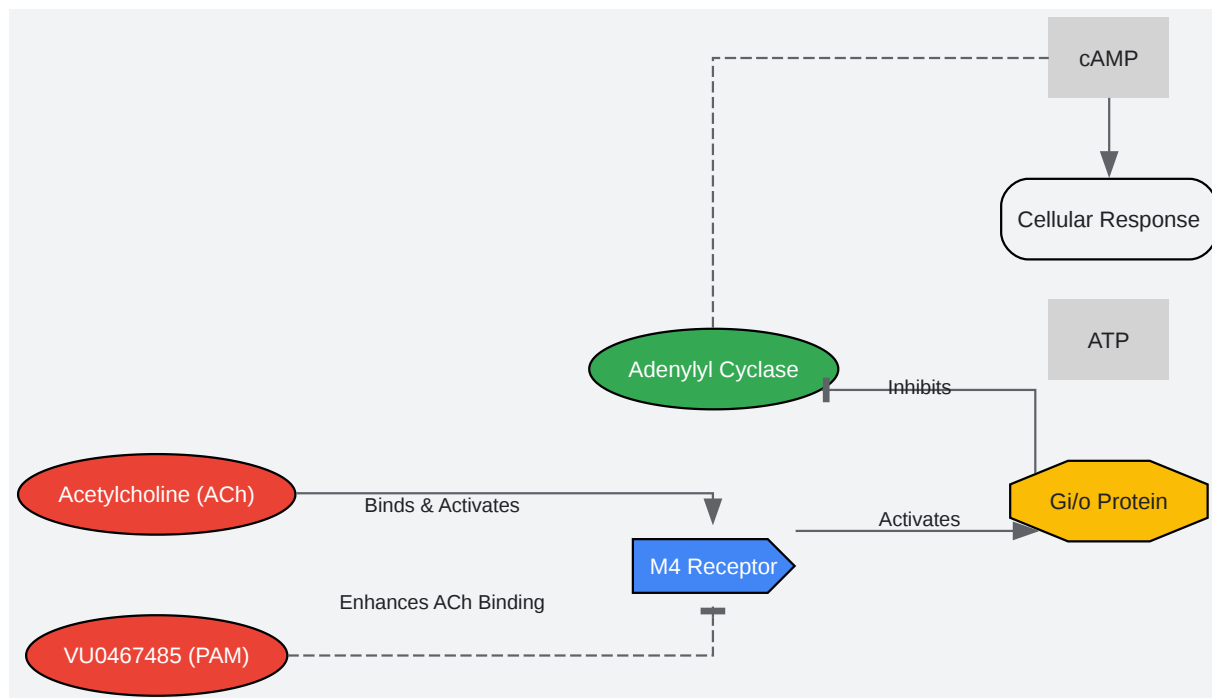 cAMP
Cellular Response
ATP
Adenylyl Cyclase
Inhibits
Acetylcholine (ACh)
Binds & Activates
Activates
Gi/o Protein
M4 Receptor
Enhances ACh Binding
VU0467485 (PAM)